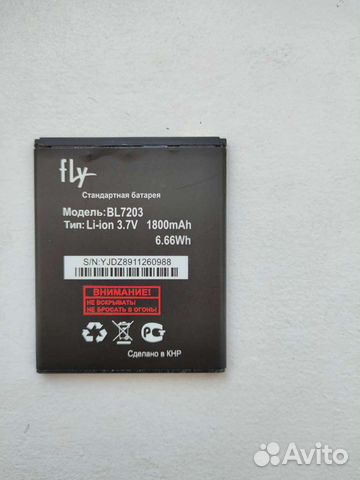 fly
Стандартная батарея
Модель:BL7203
Тип: Li-ion 3.7V 1800mAh
6.66Wh
S/N:YJDZ8911260988
ВНИМАНИЕ!
НЕ ВСКРЫВАТЬ!
НЕ БРОСАТЬ В ОГОНЬ!
Сделано в КНР
Avito